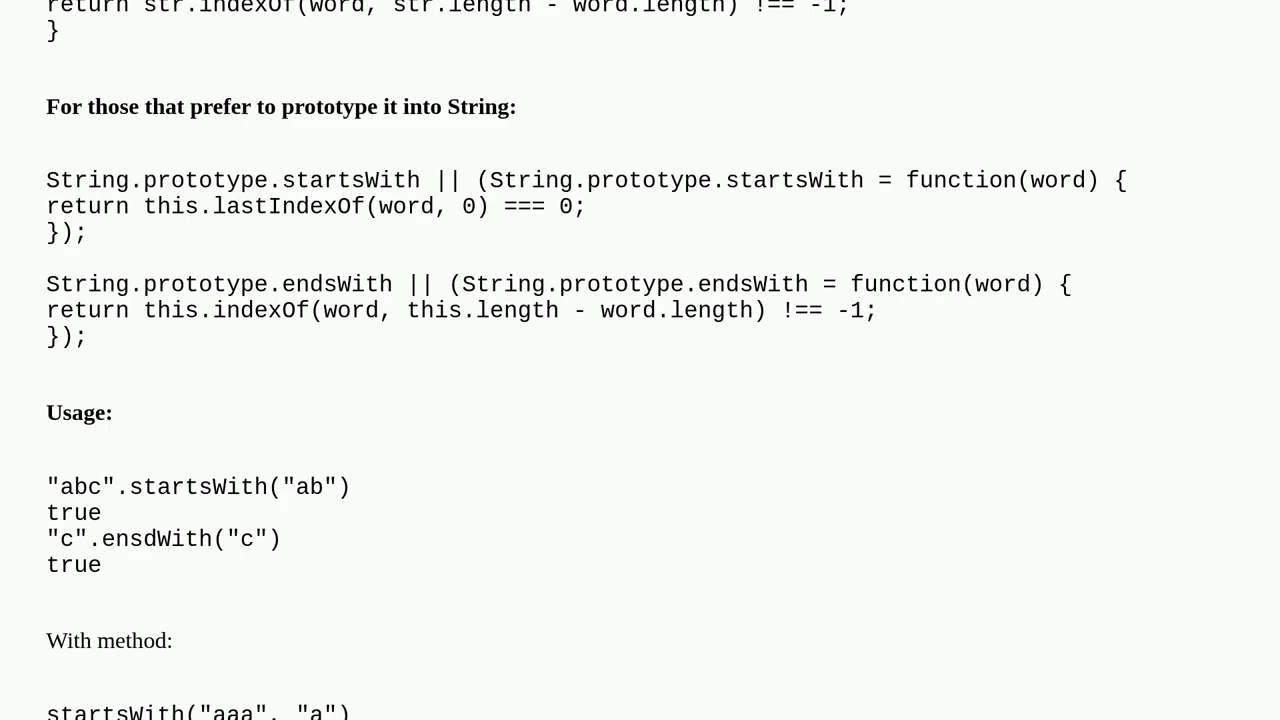 return str.indexOf(word, str.length - word.length) !== -1;
}
For those that prefer to prototype it into String:
String.prototype.startsWith || (String.prototype.startsWith = function(word) {
return this.lastIndexOf(word, 0) === 0;
});
String.prototype.endsWith || (String.prototype.endsWith = function(word) {
return this.indexOf(word, this.length - word.length) !== -1;
});
Usage:
"abc".startsWith("ab")
true
"c".ensdWith("c")
true
With method:
startsWith("aaa", "a")